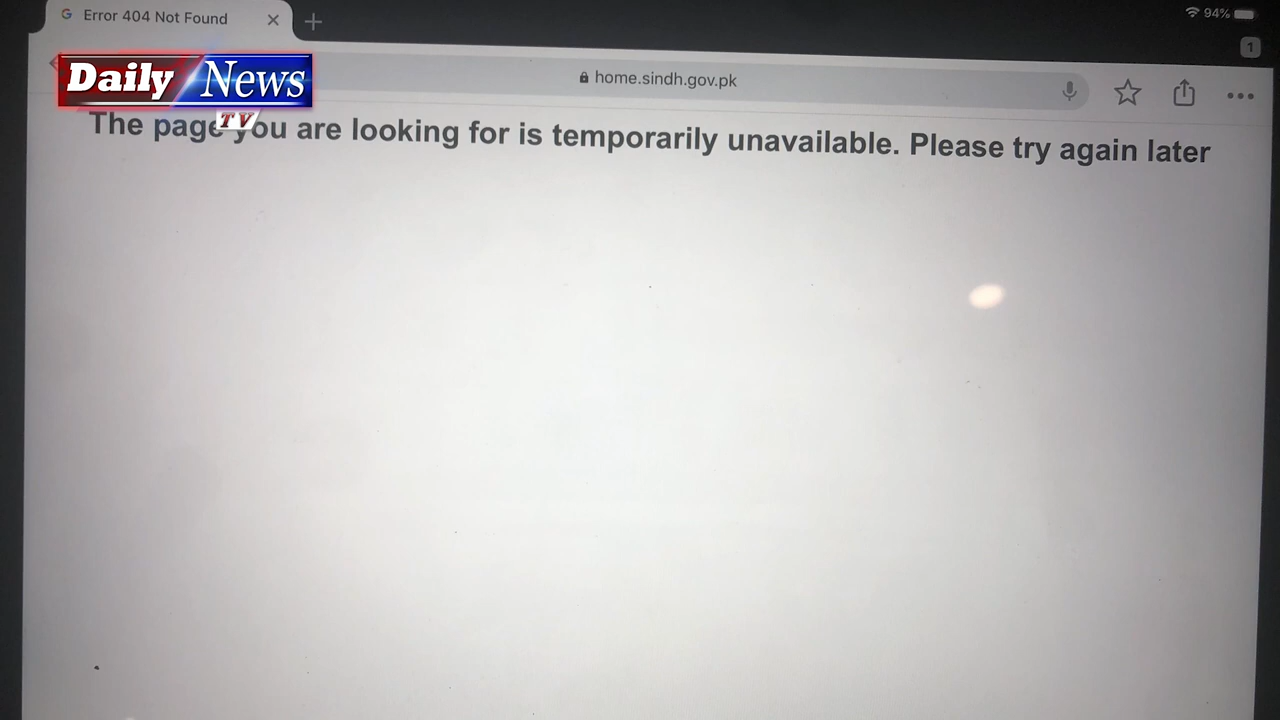 Error 404 Not Found
94%
1
Daily News
TV
home.sindh.gov.pk
The page you are looking for is temporarily unavailable. Please try again later